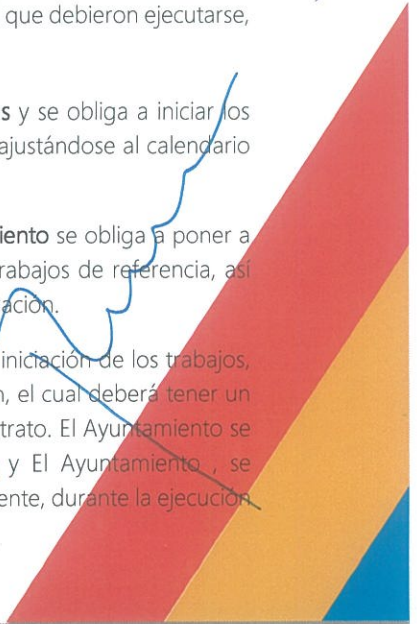 que debieron ejecutarse,
s y se obliga a iniciar los
ajustándose al calendario
iento se obliga a poner a
rabajos de referencia, así
ación.
iniciación de los trabajos,
n, el cual deberá tener un
trato. El Ayuntamiento se
y El Ayuntamiento , se
ente, durante la ejecución